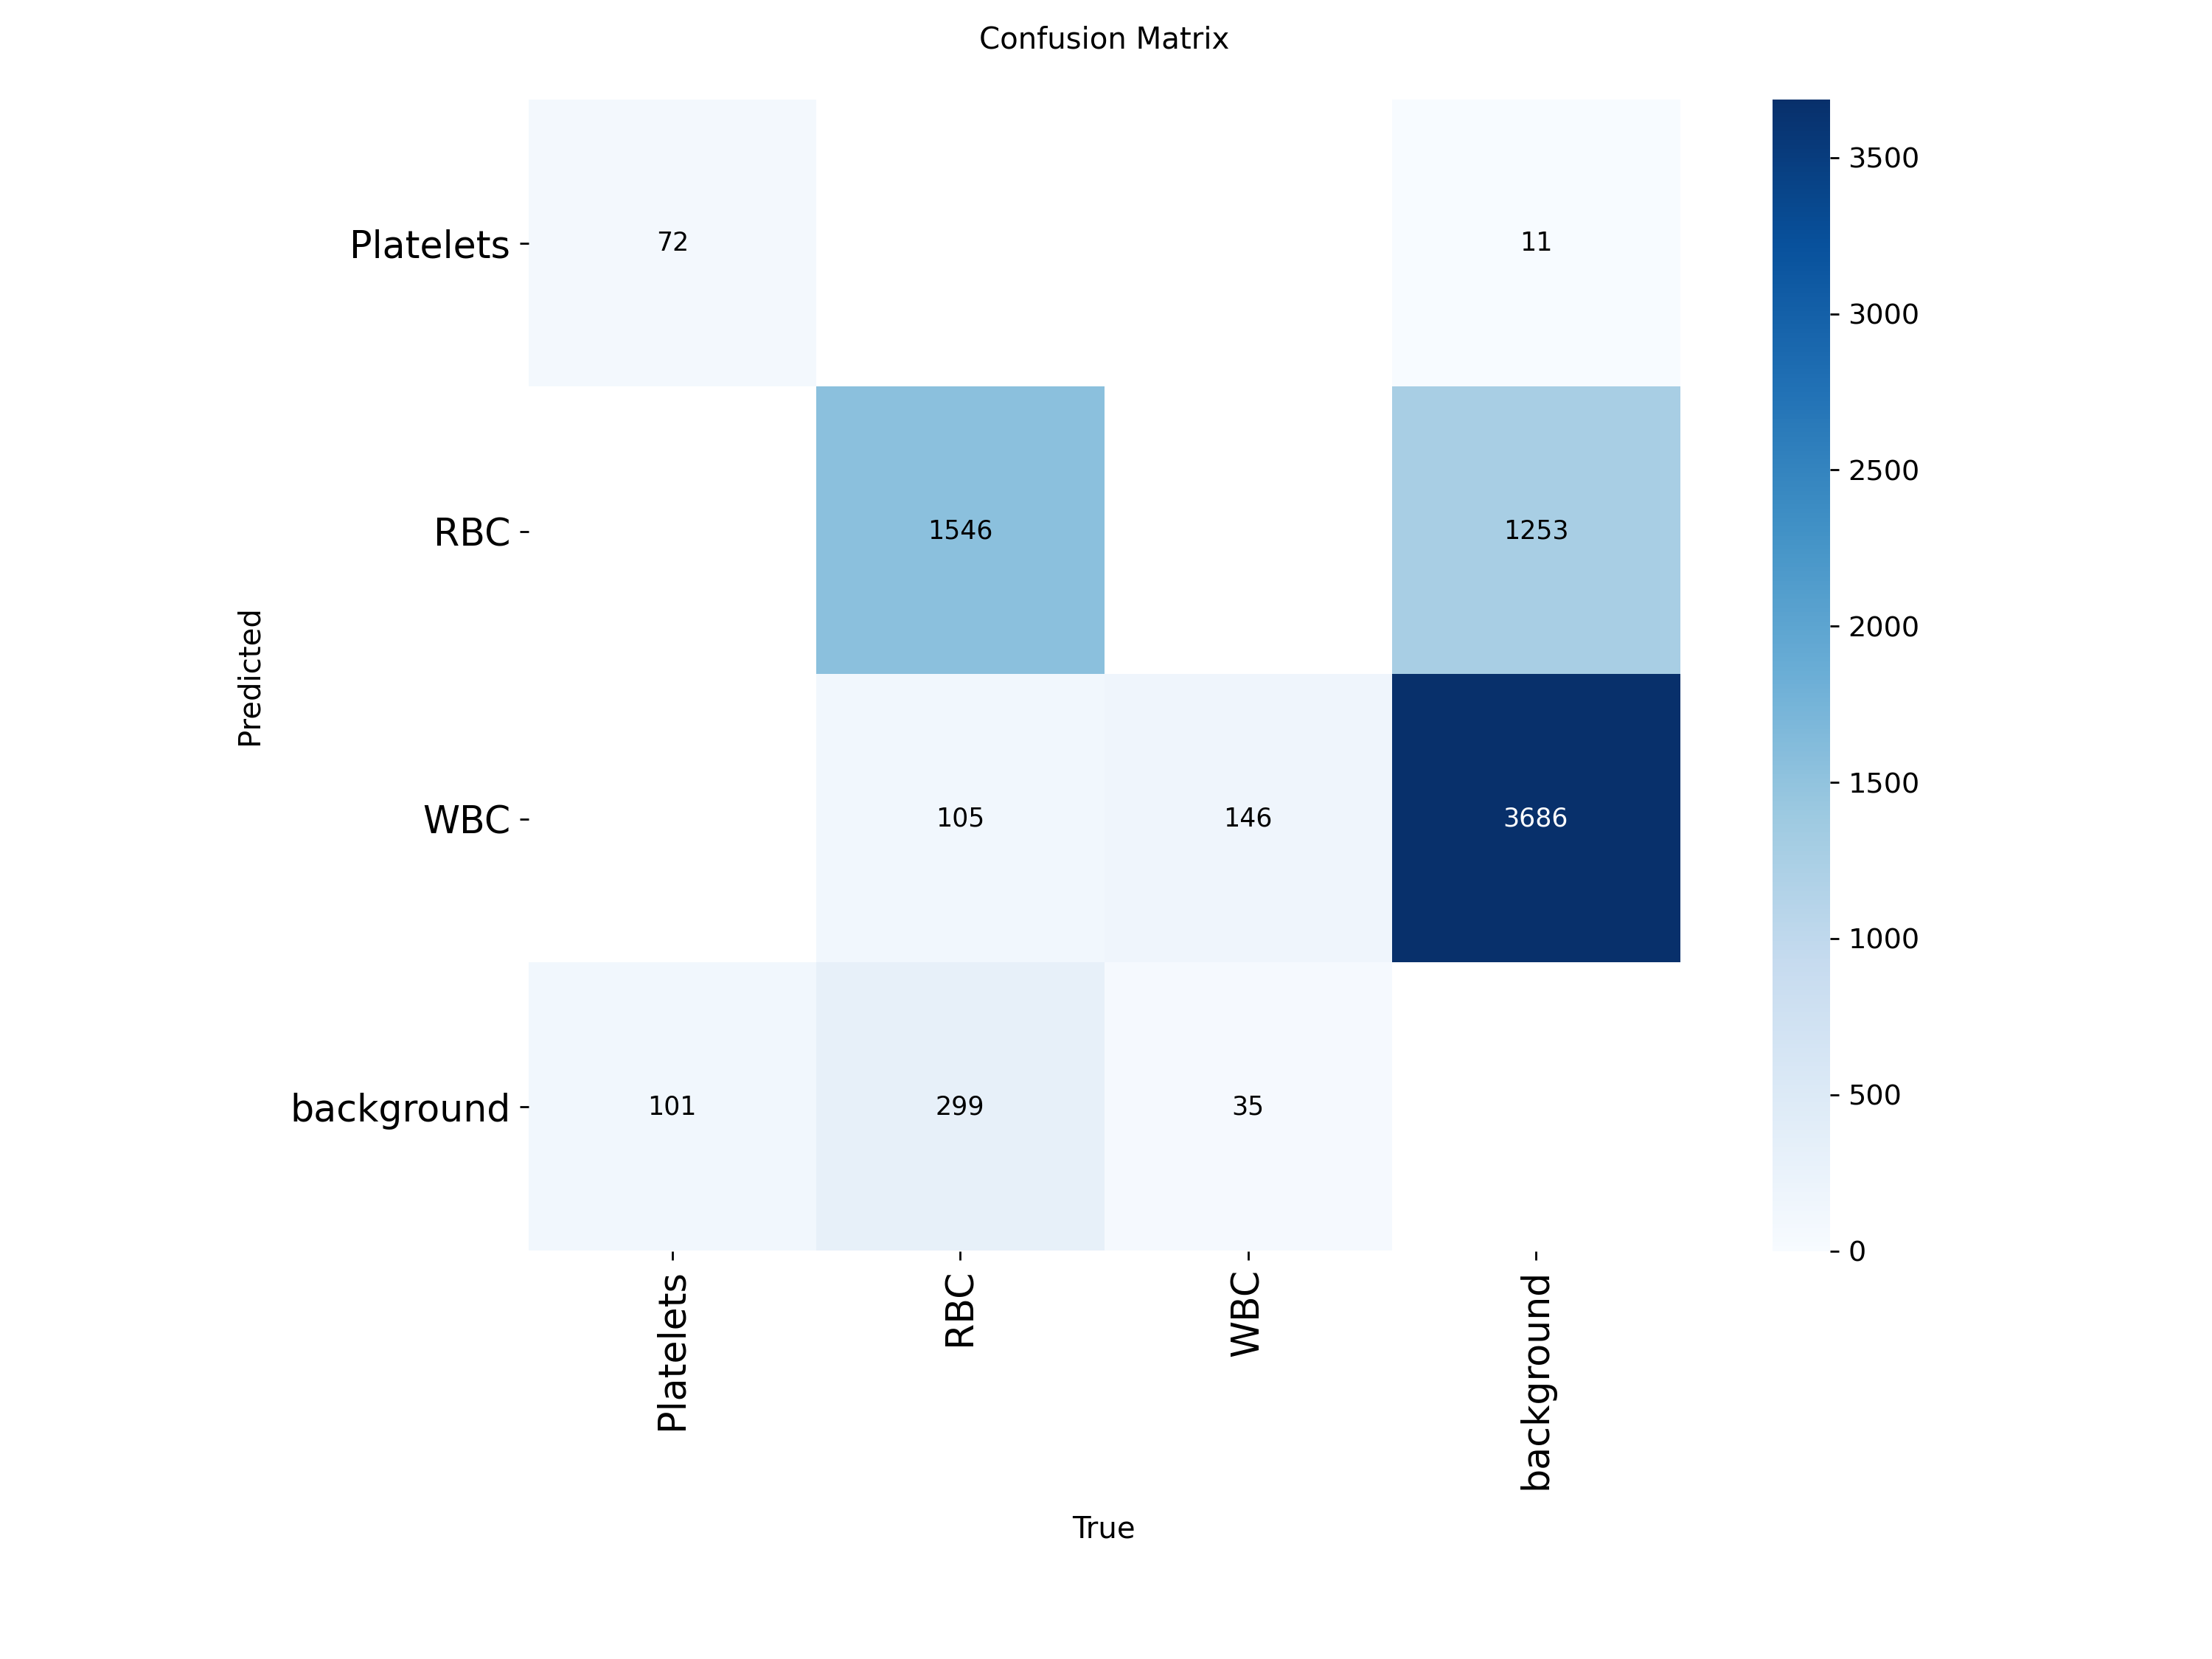 Confusion Matrix
Platelets
72
11
RBC
1546
1253
WBC
105
146
3686
background
101
299
35
Predicted
Platelets
RBC
WBC
background
True
3500
3000
2500
2000
1500
1000
500
0